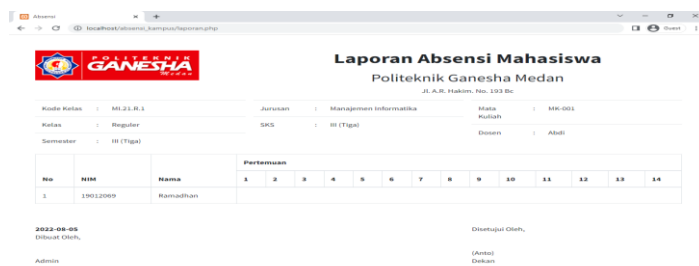 Absensi
localhost/absensi_kampus/laporan.php
Guest
POLITEKNIK
GANESHA
Medan
Laporan Absensi Mahasiswa
Politeknik Ganesha Medan
Jl. A.R. Hakim. No. 193 Bc
Kode Kelas : MI.21.R.1 Jurusan : Manajemen Informatika Mata Kuliah : MK-001
Kelas : Reguler SKS : III (Tiga) Dosen : Abdi
Semester : III (Tiga)
Pertemuan
No NIM Nama 1 2 3 4 5 6 7 8 9 10 11 12 13 14
1 19012069 Ramadhan
2022-08-05
Dibuat Oleh, Disetujui Oleh,
(Anto)
Admin Dekan